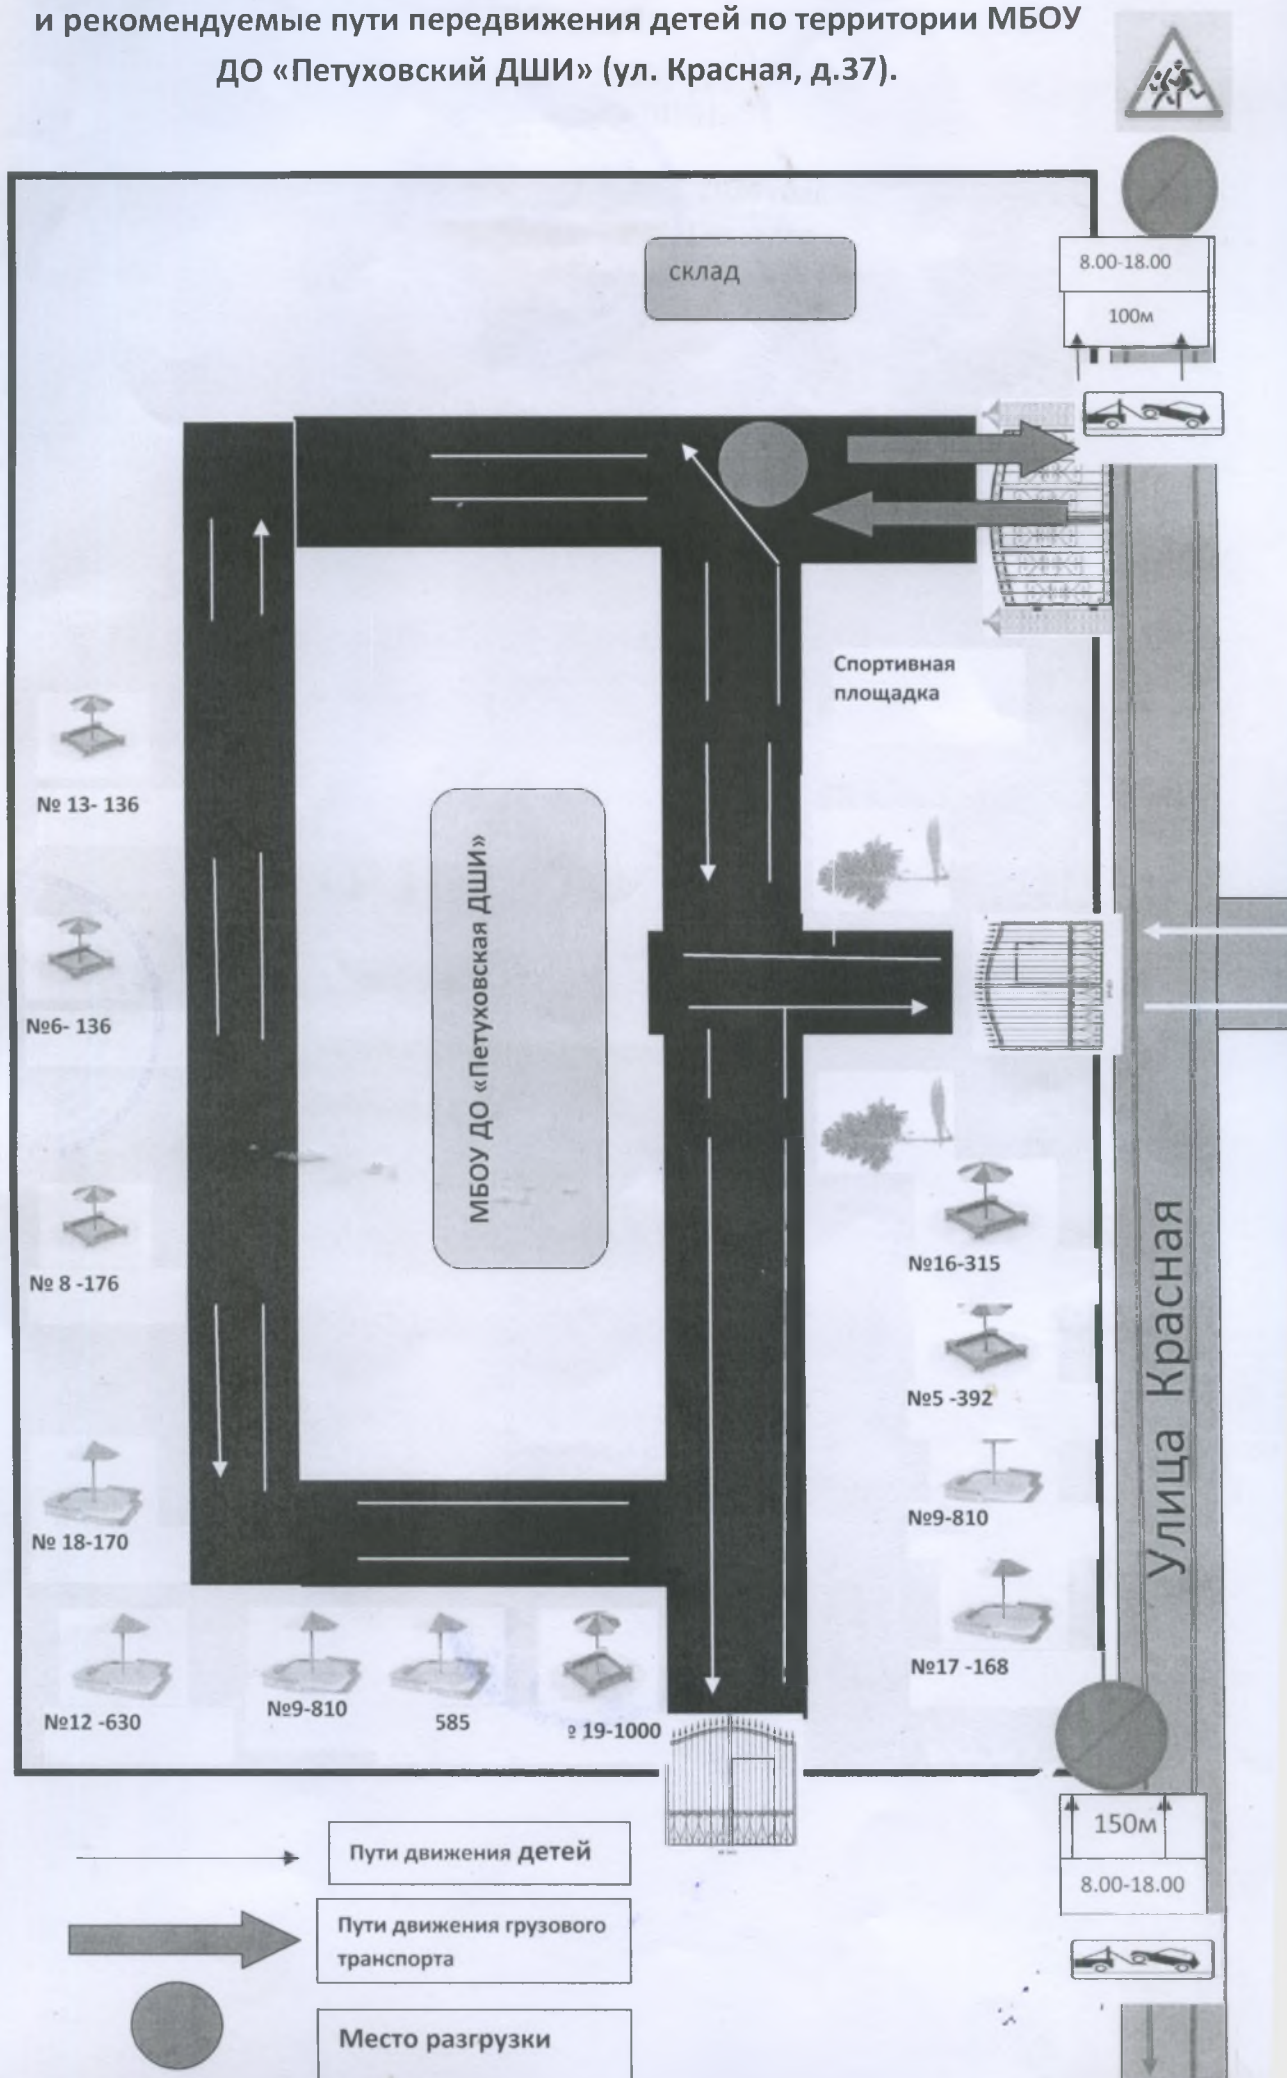 и рекомендуемые пути передвижения детей по территории МБОУ
ДО «Петуховский ДШИ» (ул. Красная, д.37).
склад
8.00-18.00
100м
Спортивная
площадка
№ 13- 136
МБОУ ДО «Петуховская ДШИ»
№6- 136
№ 8 -176
№16-315
№5 -392
Улица Красная
№9-810
№ 18-170
№17 -168
№12 -630
№9-810
585
19-1000
150м
8.00-18.00
Пути движения детей
Пути движения грузового
транспорта
Место разгрузки